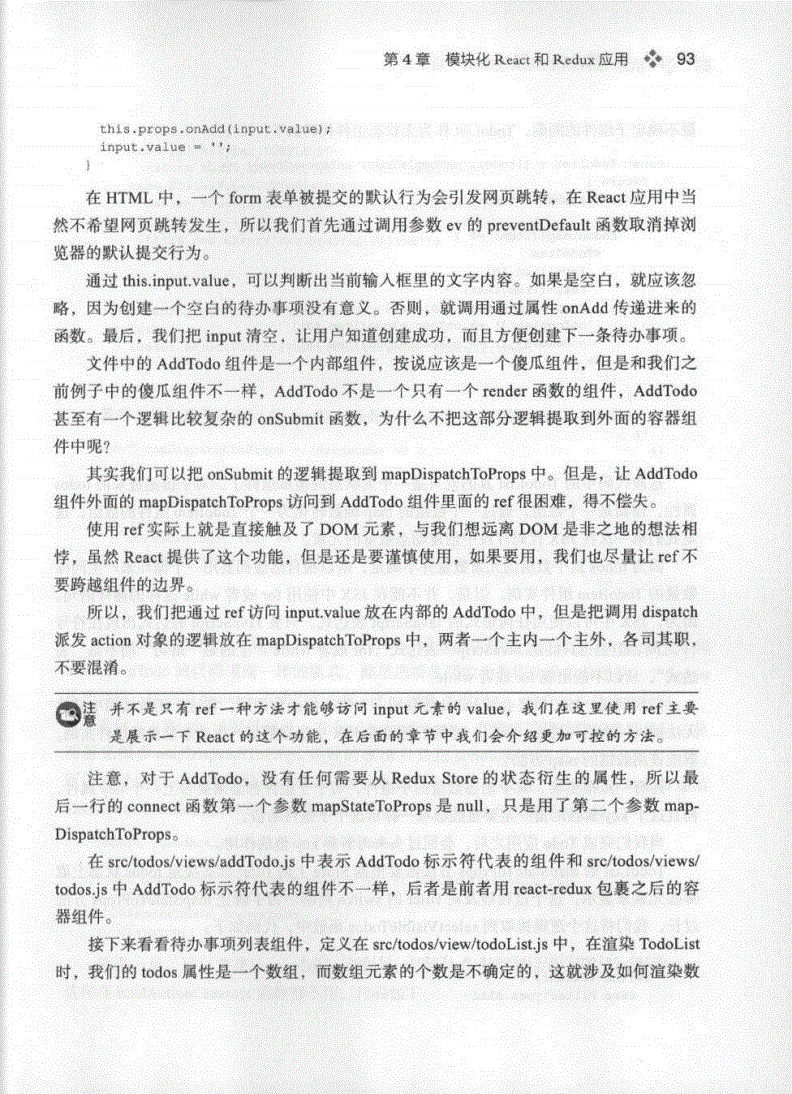 第 4 章 模块化 React 和 Redux 应用 93
this.props.onAdd(input.value);
input.value = '';
}
在 HTML 中，一个 form 表单被提交的默认行为会引发网页跳转，在 React 应用中当
然不希望网页跳转发生，所以我们首先通过调用参数 ev 的 preventDefault 函数取消掉浏
览器的默认提交行为。
通过 this.input.value，可以判断出当前输入框里的文字内容。如果是空白，就应该忽
略，因为创建一个空白的待办事项没有意义。否则，就调用通过属性 onAdd 传递进来的
函数。最后，我们把 input 清空，让用户知道创建成功，而且方便创建下一条待办事项。
文件中的 AddTodo 组件是一个内部组件，按说应该是一个傻瓜组件，但是和我们之
前例子中的傻瓜组件不一样，AddTodo 不是一个只有一个 render 函数的组件，AddTodo
甚至有一个逻辑比较复杂的 onSubmit 函数，为什么不把这部分逻辑提取到外面的容器组
件中呢？
其实我们可以把 onSubmit 的逻辑提取到 mapDispatchToProps 中。但是，让 AddTodo
组件外面的 mapDispatchToProps 访问到 AddTodo 组件里面的 ref 很困难，得不偿失。
使用 ref 实际上就是直接触及了 DOM 元素，与我们想远离 DOM 是非之地的想法相
悖，虽然 React 提供了这个功能，但是还是要谨慎使用，如果要用，我们也尽量让 ref 不
要跨越组件的边界。
所以，我们把通过 ref 访问 input.value 放在内部的 AddTodo 中，但是把调用 dispatch
派发 action 对象的逻辑放在 mapDispatchToProps 中，两者一个主内一个主外，各司其职，
不要混淆。
注意 并不是只有 ref 一种方法才能够访问 input 元素的 value，我们在这里使用 ref 主要
是展示一下 React 的这个功能，在后面的章节中我们会介绍更加可控的方法。
注意，对于 AddTodo，没有任何需要从 Redux Store 的状态衍生的属性，所以最
后一行的 connect 函数第一个参数 mapStateToProps 是 null，只是用了第二个参数 map-
DispatchToProps。
在 src/todos/views/addTodo.js 中表示 AddTodo 标示符代表的组件和 src/todos/views/
todos.js 中 AddTodo 标示符代表的组件不一样，后者是前者用 react-redux 包裹之后的容
器组件。
接下来看看待办事项列表组件，定义在 src/todos/view/todoList.js 中，在渲染 TodoList
时，我们的 todos 属性是一个数组，而数组元素的个数是不确定的，这就涉及如何渲染数